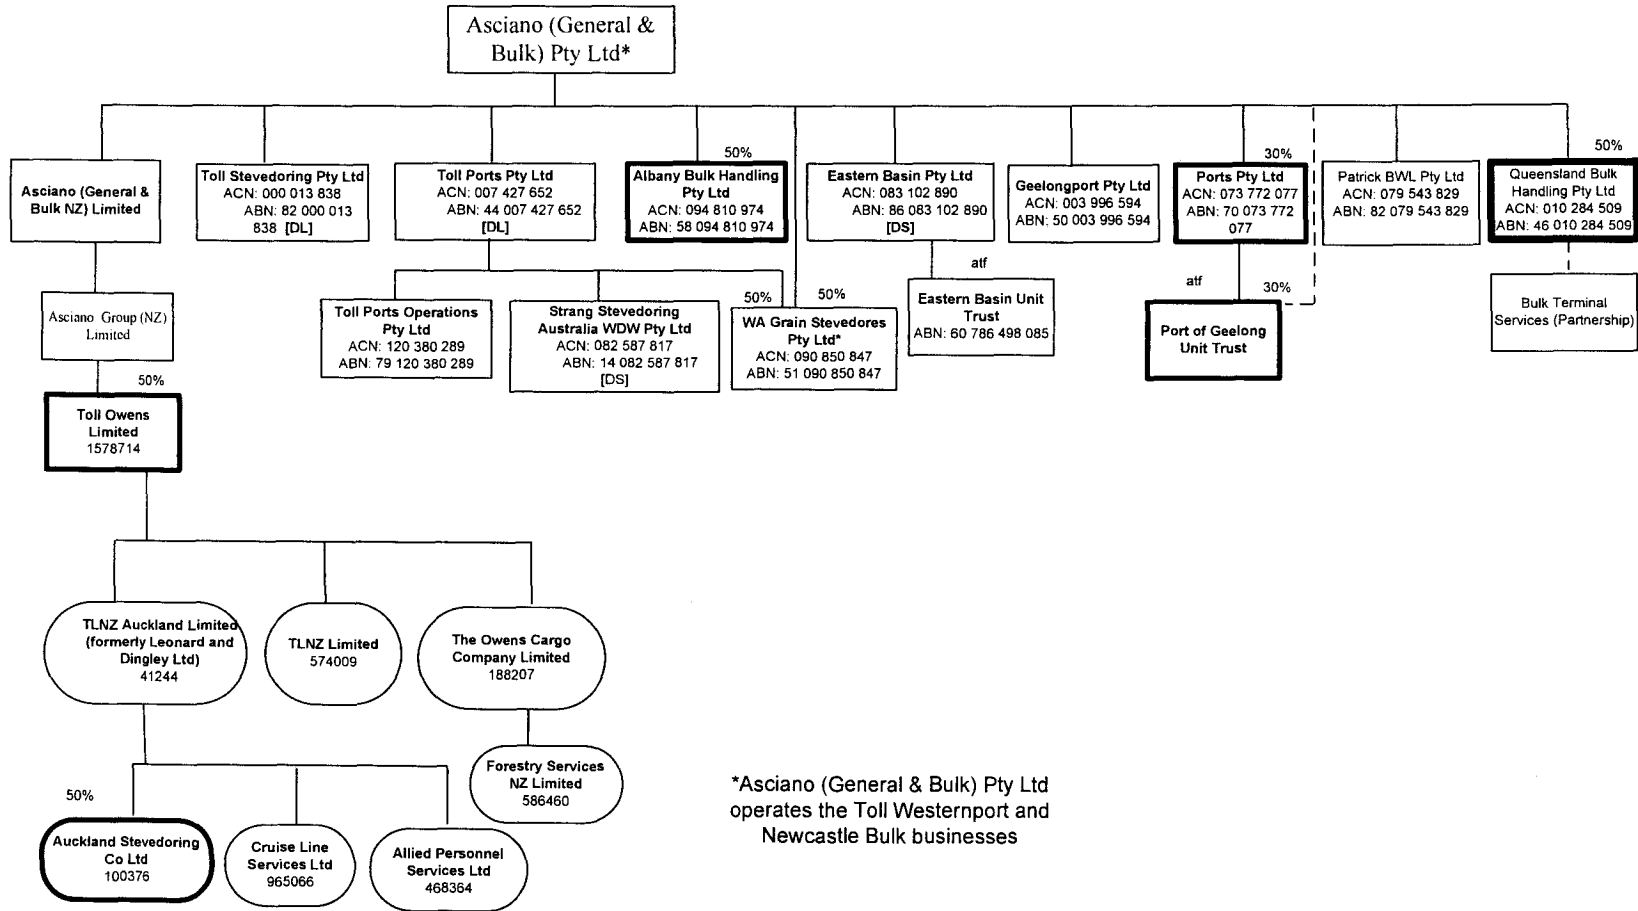 Asciano (General &
Bulk) Pty Ltd*
Asciano (General &
Bulk NZ) Limited
Toll Stevedoring Pty Ltd
ACN: 000 013 838
ABN: 82 000 013
838 [DL]
Toll Ports Pty Ltd
ACN: 007 427 652
ABN: 44 007 427 652
[DL]
50%
Albany Bulk Handling
Pty Ltd
ACN: 094 810 974
ABN: 58 094 810 974
Eastern Basin Pty Ltd
ACN: 083 102 890
ABN: 86 083 102 890
[DS]
Geelongport Pty Ltd
ACN: 003 996 594
ABN: 50 003 996 594
30%
Ports Pty Ltd
ACN: 073 772 077
ABN: 70 073 772
077
Patrick BWL Pty Ltd
ACN: 079 543 829
ABN: 82 079 543 829
50%
Queensland Bulk
Handling Pty Ltd
ACN: 010 284 509
ABN: 46 010 284 509
Asciano Group (NZ)
Limited
Toll Ports Operations
Pty Ltd
ACN: 120 380 289
ABN: 79 120 380 289
Strang Stevedoring
Australia WDW Pty Ltd
ACN: 082 587 817
ABN: 14 082 587 817
[DS]
50%
50%
WA Grain Stevedores
Pty Ltd*
ACN: 090 850 847
ABN: 51 090 850 847
atf
Eastern Basin Unit
Trust
ABN: 60 786 498 085
atf
30%
Port of Geelong
Unit Trust
Bulk Terminal
Services (Partnership)
50%
Toll Owens
Limited
1578714
TLNZ Auckland Limited
(formerly Leonard and
Dingley Ltd)
41244
TLNZ Limited
574009
The Owens Cargo
Company Limited
188207
Forestry Services
NZ Limited
586460
50%
Auckland Stevedoring
Co Ltd
100376
Cruise Line
Services Ltd
965066
Allied Personnel
Services Ltd
468364
*Asciano (General & Bulk) Pty Ltd
operates the Toll Westernport and
Newcastle Bulk businesses